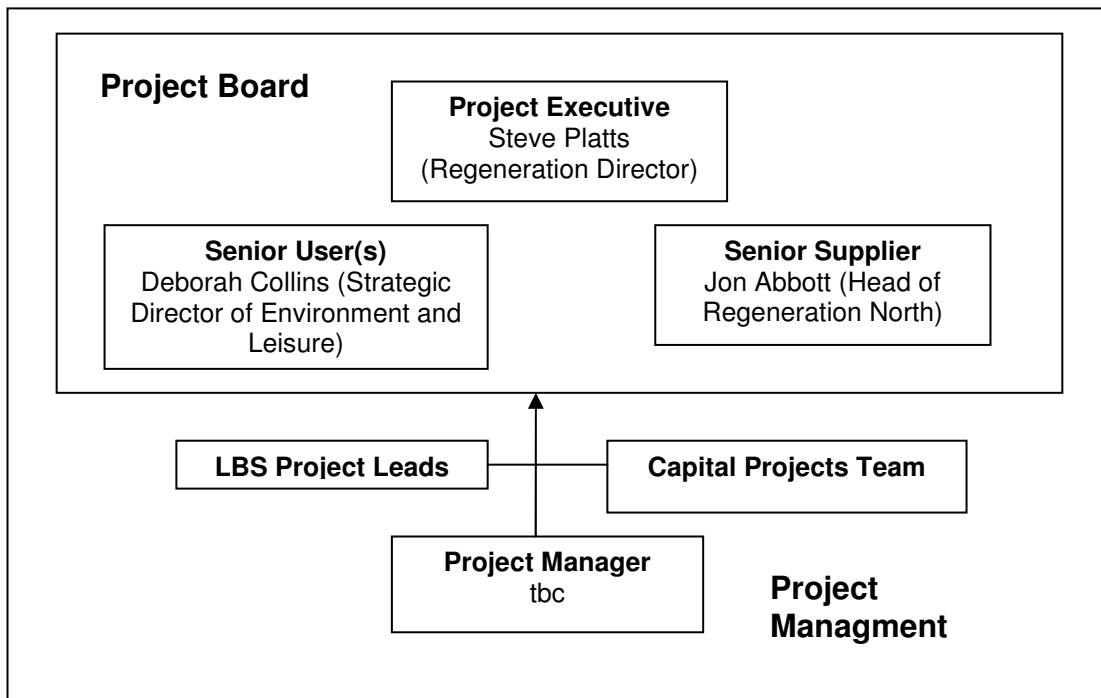 Project Board
Project Executive
Steve Platts
(Regeneration Director)
Senior User(s)
Deborah Collins (Strategic
Director of Environment and
Leisure)
Senior Supplier
Jon Abbott (Head of
Regeneration North)
LBS Project Leads
Capital Projects Team
Project Manager
tbc
Project
Managment